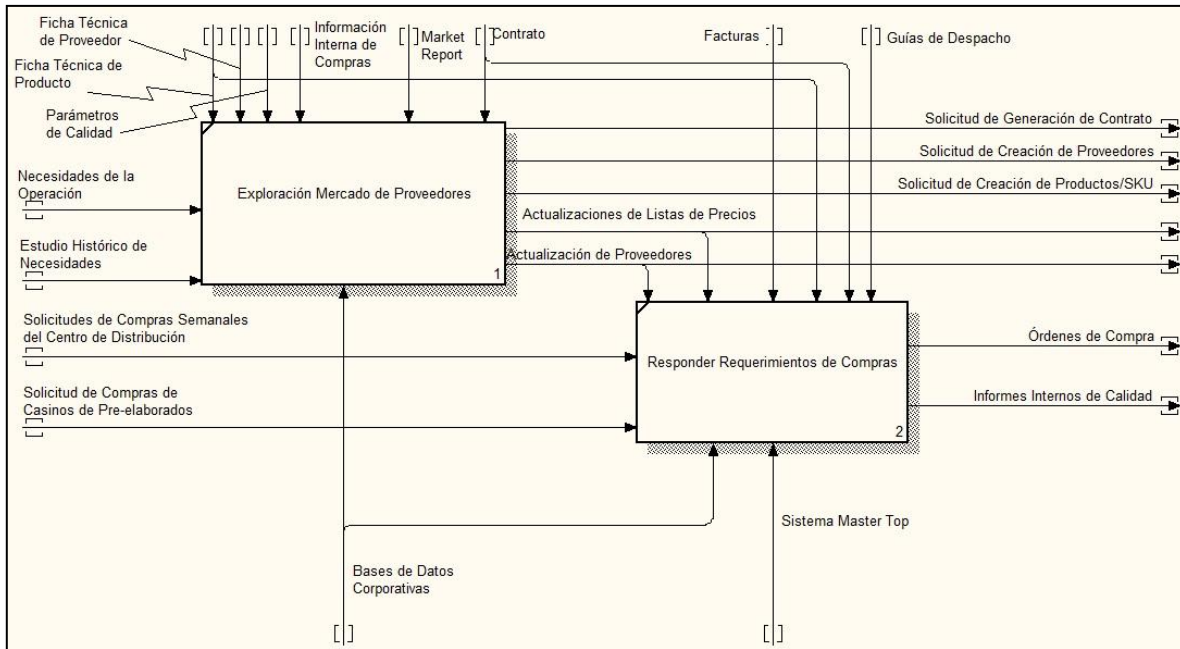 Ficha Técnica
de Proveedor
Ficha Técnica de
Producto
Parámetros
de Calidad
Información
Interna de
Compras
Market
Report
Contrato
Facturas
Guías de Despacho
Necesidades de la
Operación
Estudio Histórico de
Necesidades
Exploración Mercado de Proveedores
1
Solicitud de Generación de Contrato
Solicitud de Creación de Proveedores
Solicitud de Creación de Productos/SKU
Actualizaciones de Listas de Precios
Actualización de Proveedores
Solicitudes de Compras Semanales
del Centro de Distribución
Solicitud de Compras de
Casinos de Pre-elaborados
Responder Requerimientos de Compras
2
Órdenes de Compra
Informes Internos de Calidad
Bases de Datos
Corporativas
Sistema Master Top